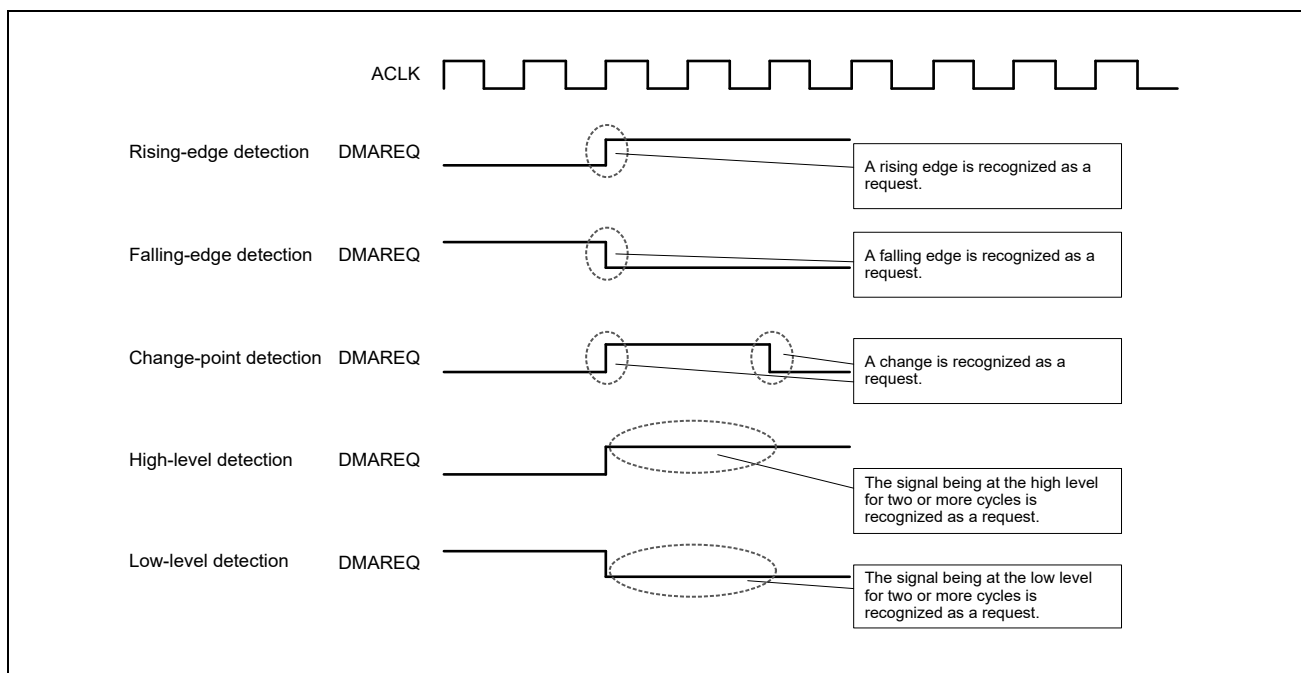 ACLK
Rising-edge detection DMAREQ
A rising edge is recognized as a
request.
Falling-edge detection DMAREQ
A falling edge is recognized as a
request.
Change-point detection DMAREQ
A change is recognized as a
request.
High-level detection DMAREQ
The signal being at the high level
for two or more cycles is
recognized as a request.
Low-level detection DMAREQ
The signal being at the low level
for two or more cycles is
recognized as a request.